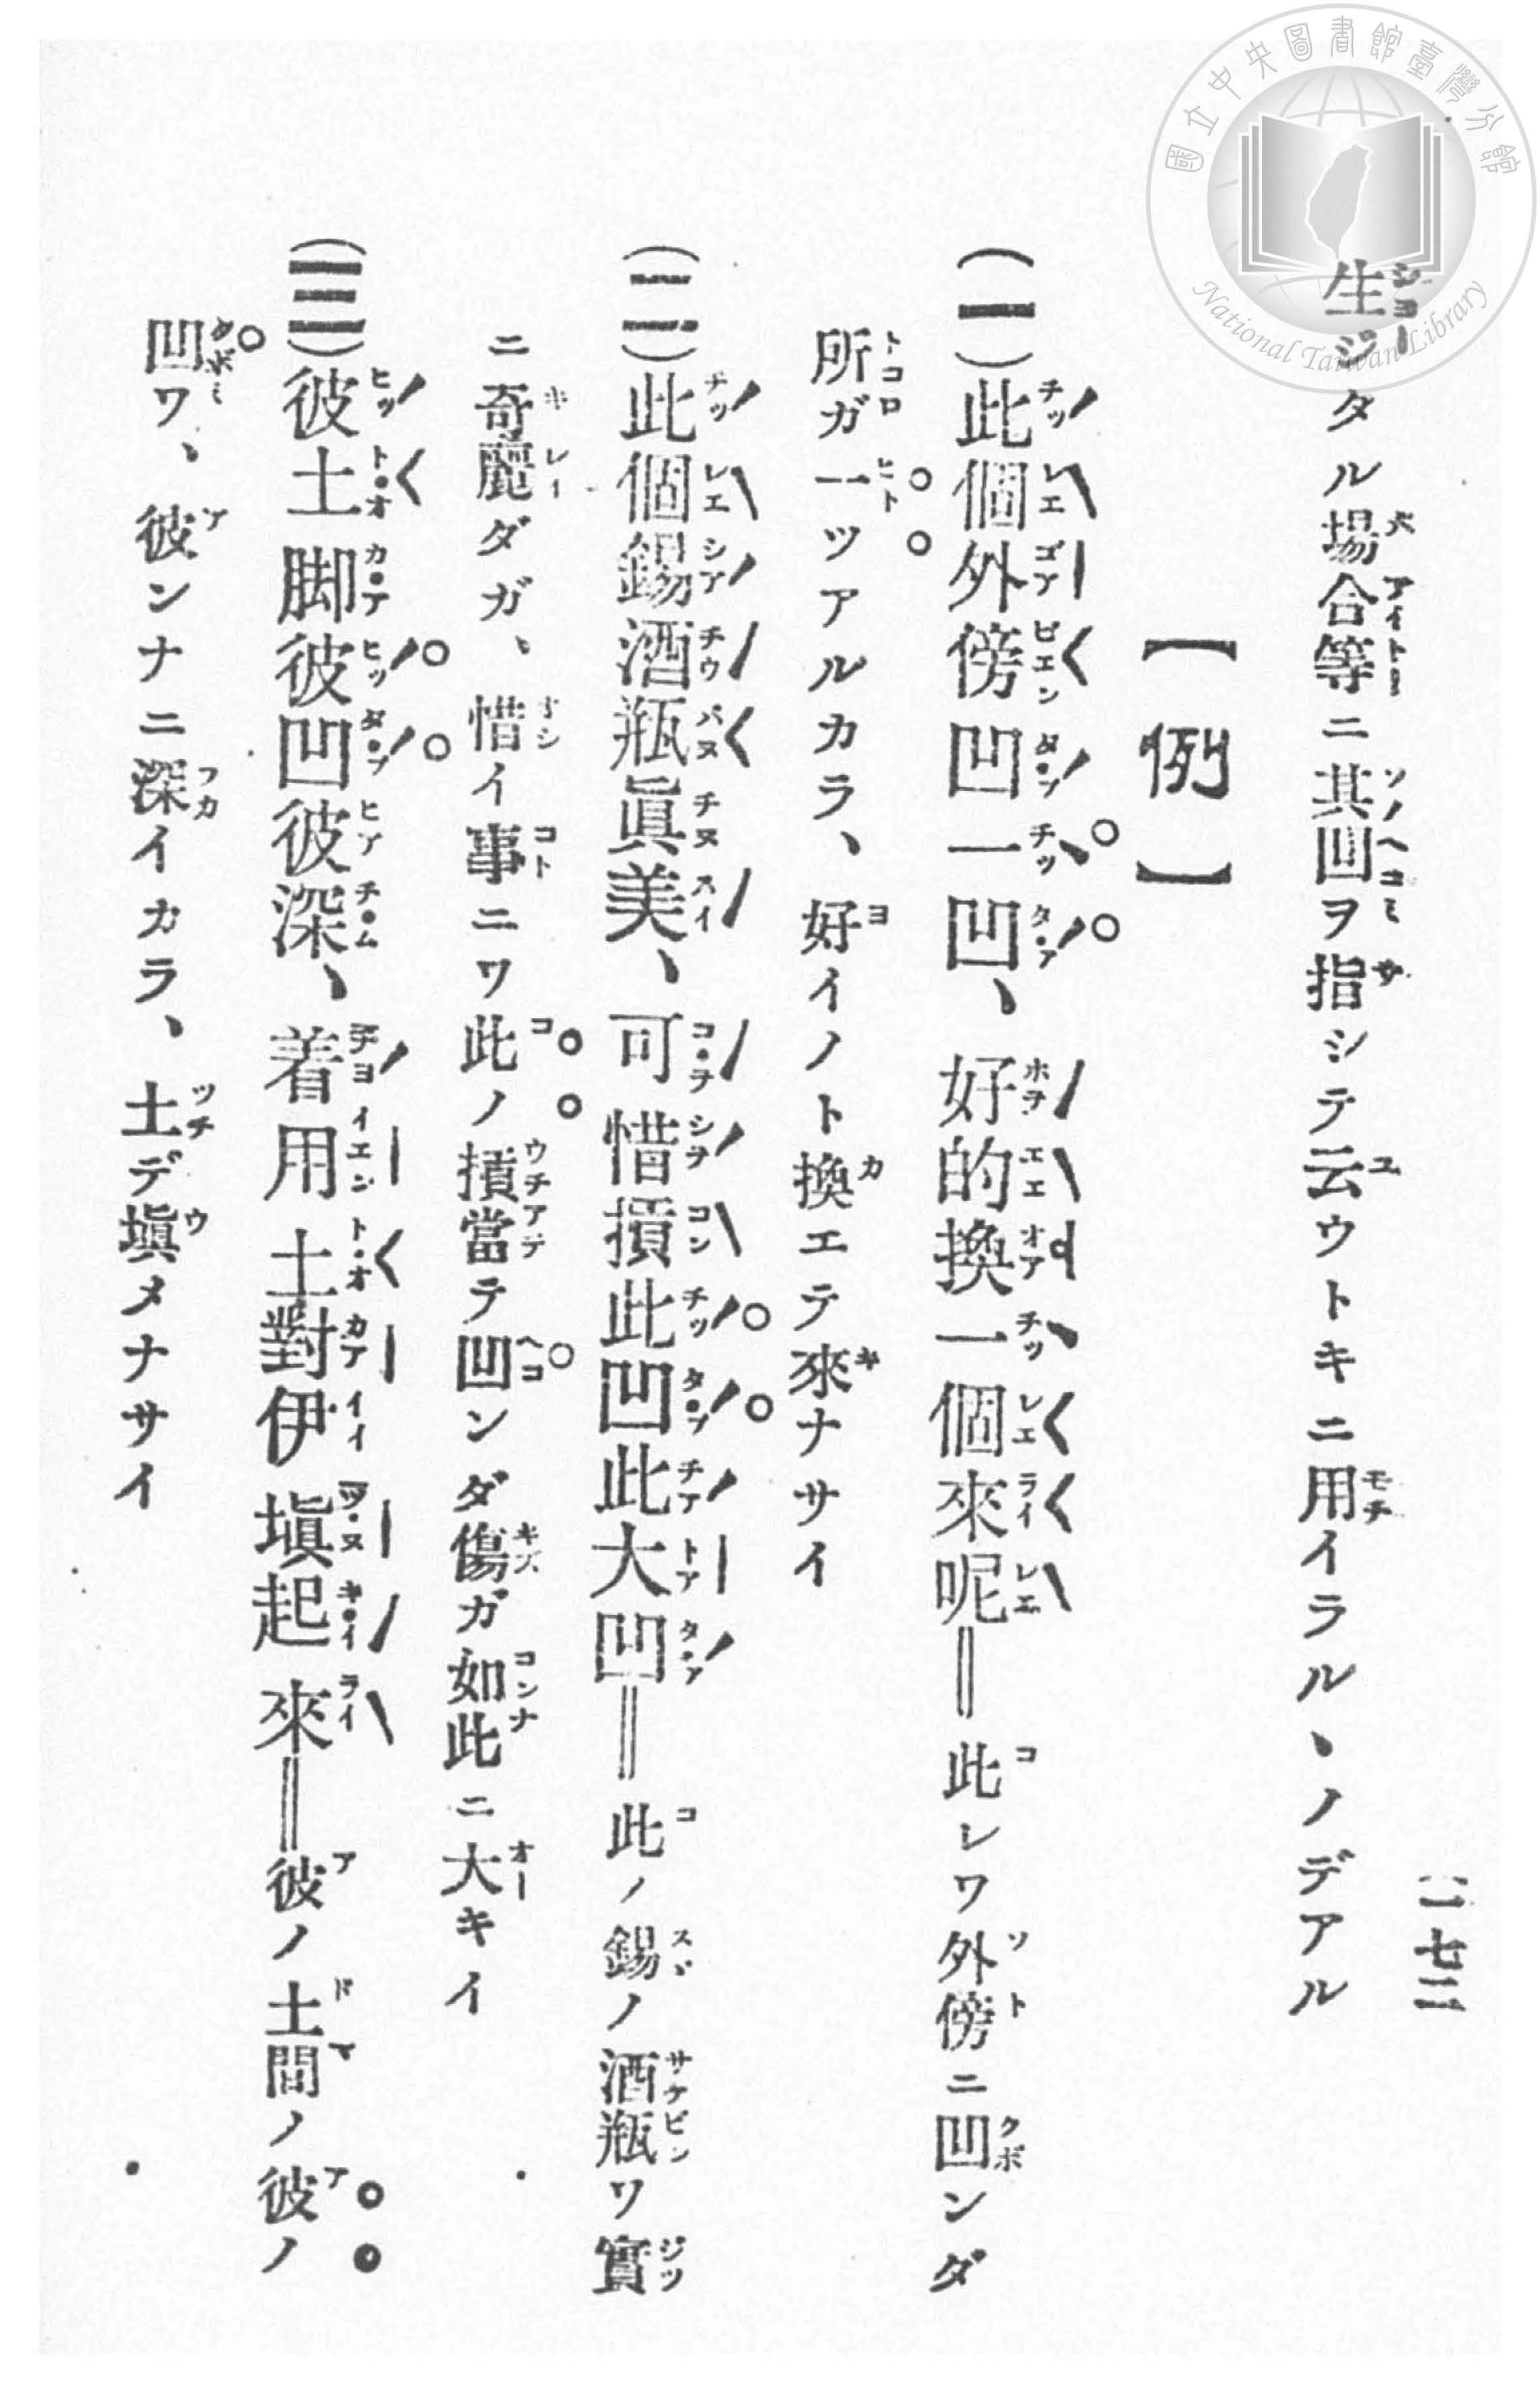 國立中央圖書館臺灣分館
National Taiwan Library
(一七二
生ジタル場合等ニ其凹ヲ指シテ云ウトキニ用イラル、ノデアル
【例】
(一)此個外傍凹一凹、好的換一個來呢＝此レワ外傍ニ凹ンダ
所ガ一ツアルカラ、好イノト換エテ來ナサイ
(二)此個錫酒瓶眞美、可惜摃此凹此大凹＝此ノ錫ノ酒瓶ワ實
ニ奇麗ダガ、惜イ事ニワ此ノ摃當テ凹ンダ傷ガ如此ニ大キイ
(三)彼土脚彼凹彼深、着用土對伊塡起來＝彼ノ土間ノ彼ノ
凹ワ、彼ンナニ深イカラ、土デ塡メナサイ